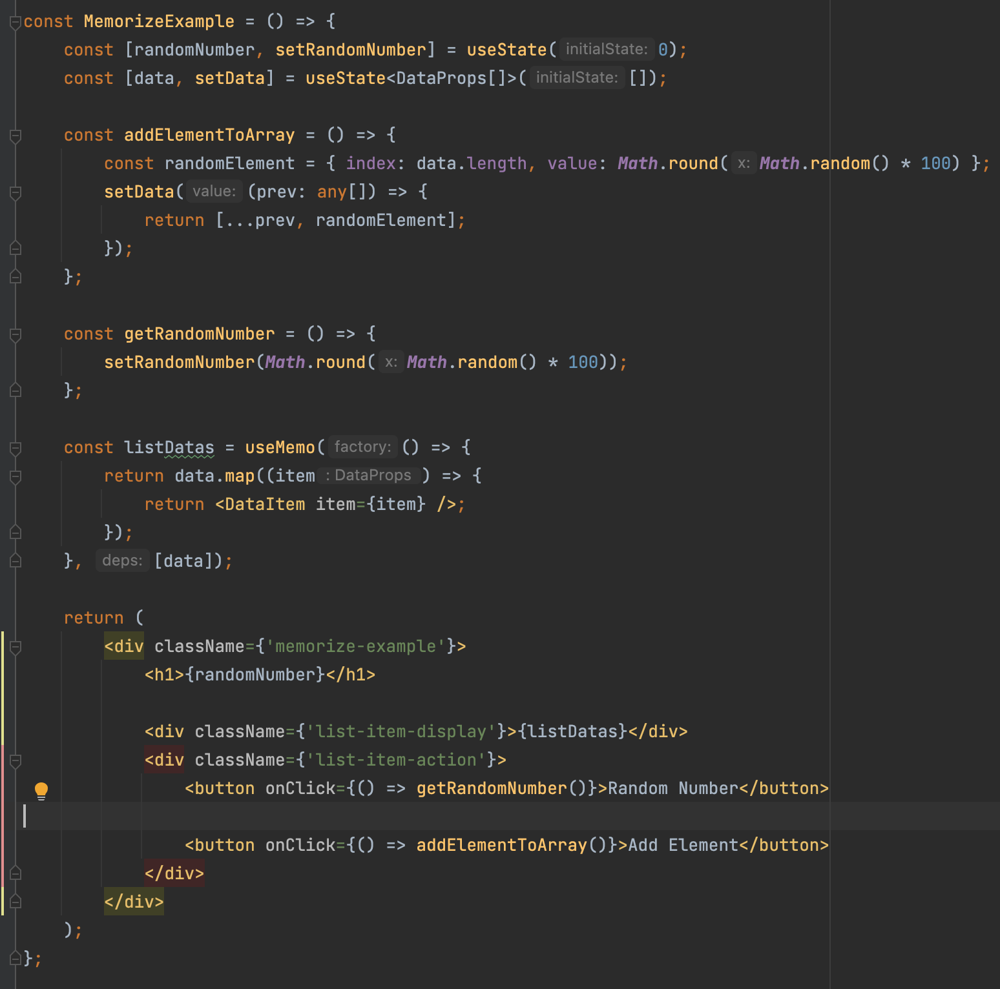 const MemorizeExample = () => {
    const [randomNumber, setRandomNumber] = useState( initialState: 0);
    const [data, setData] = useState<DataProps[]>( initialState: []);

    const addElementToArray = () => {
        const randomElement = { index: data.length, value: Math.round( x: Math.random() * 100) };
        setData( value: (prev: any[]) => {
            return [...prev, randomElement];
        });
    };

    const getRandomNumber = () => {
        setRandomNumber(Math.round( x: Math.random() * 100));
    };

    const listDatas = useMemo( factory: () => {
        return data.map((item : DataProps ) => {
            return <DataItem item={item} />;
        });
    }, deps: [data]);

    return (
        <div className={'memorize-example'}>
            <h1>{randomNumber}</h1>

            <div className={'list-item-display'}>{listDatas}</div>
            <div className={'list-item-action'}>
                <button onClick={() => getRandomNumber()}>Random Number</button>

                <button onClick={() => addElementToArray()}>Add Element</button>
            </div>
        </div>
    );
};